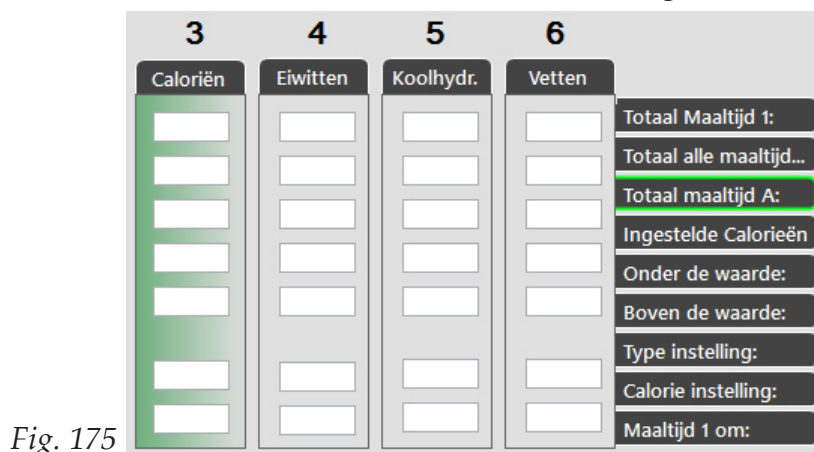 3 4 5 6
Caloriën Eiwitten Koolhydr. Vetten
Totaal Maaltijd 1:
Totaal alle maaltijd...
Totaal maaltijd A:
Ingestelde Calorieën
Onder de waarde:
Boven de waarde:
Type instelling:
Calorie instelling:
Maaltijd 1 om:
Fig. 175